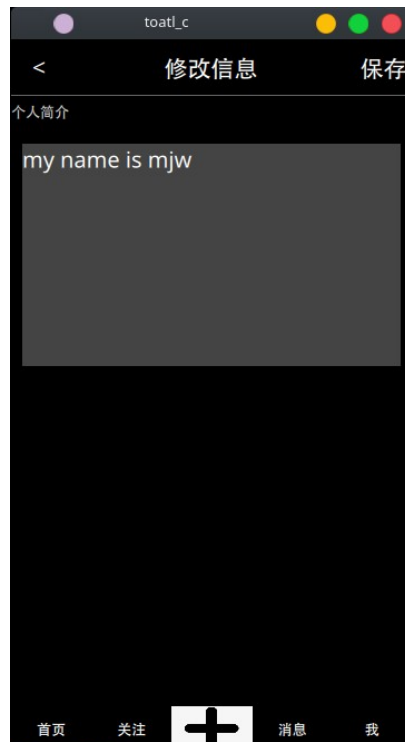 toatl_c
< 修改信息 保存
个人简介
my name is mjw
首页 关注 消息 我